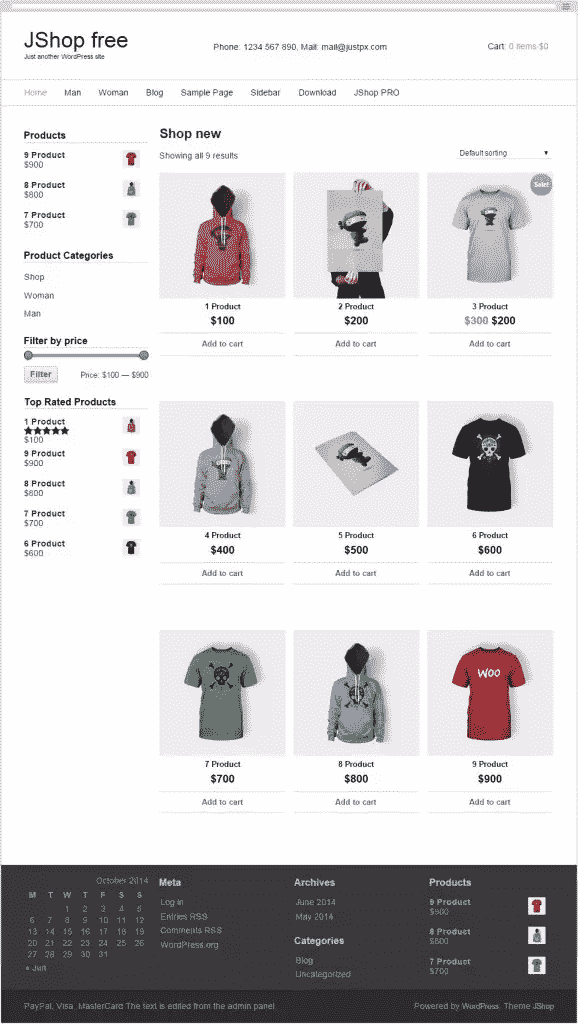 JShop free
Just another WordPress site
Phone: 1234 567 890, Mail: mail@justpx.com
Cart: 0 items $0
Home Man Woman Blog Sample Page Sidebar Download JShop PRO
Products
9 Product
$900
8 Product
$800
7 Product
$700
Product Categories
Shop
Woman
Man
Filter by price
Filter Price: $100 — $900
Top Rated Products
1 Product
$100
9 Product
$900
8 Product
$800
7 Product
$700
6 Product
$600
Shop new
Showing all 9 results
Default sorting
Sale!
1 Product
$100
Add to cart
2 Product
$200
Add to cart
3 Product
$300 $200
Add to cart
4 Product
$400
Add to cart
5 Product
$500
Add to cart
6 Product
$600
Add to cart
WOO
7 Product
$700
Add to cart
8 Product
$800
Add to cart
9 Product
$900
Add to cart
October 2014
M T W T F S S
1 2 3 4 5
6 7 8 9 10 11 12
13 14 15 16 17 18 19
20 21 22 23 24 25 26
27 28 29 30 31
« Jun
Meta
Log in
Entries RSS
Comments RSS
WordPress.org
Archives
June 2014
May 2014
Categories
Blog
Uncategorized
Products
9 Product
$900
8 Product
$800
7 Product
$700
PayPal, Visa, MasterCard The text is edited from the admin panel
Powered by WordPress. Theme JShop